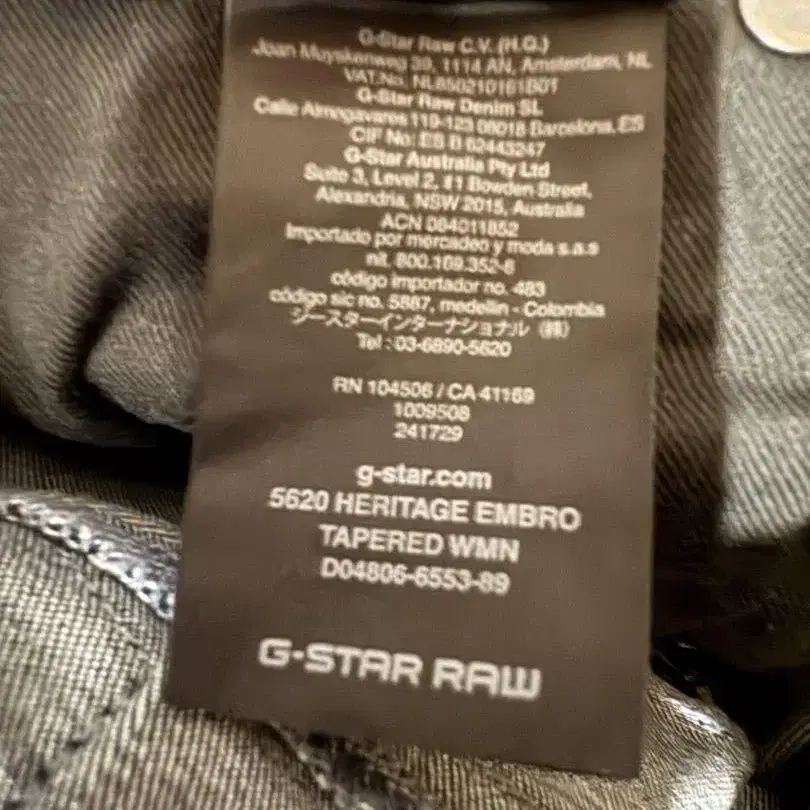 G-Star Raw C.V. (H.Q.)
Joan Muyskenweg 39, 1114 AN, Amsterdam, NL
VAT.No. NL850210161B01
G-Star Raw Denim SL
Calle Almogavares 119-123 08018 Barcelona. ES
CIF No: ES B 62443247
G-Star Australia Pty Ltd
Suite 3, Level 2, 11 Bowden Street,
Alexandria, NSW 2015, Australia
ACN 084011852
Importado por mercadeo y moda s.a.s
nit. 800.169.352-6
código importador no. 483
código sic no. 5887, medellin - Colombia
ジースターインターナショナル (株)
Tel : 03-6890-5620
RN 104506 / CA 41169
1009508
241729
g-star.com
5620 HERITAGE EMBRO
TAPERED WMN
D04806-6553-89
G-STAR RAW